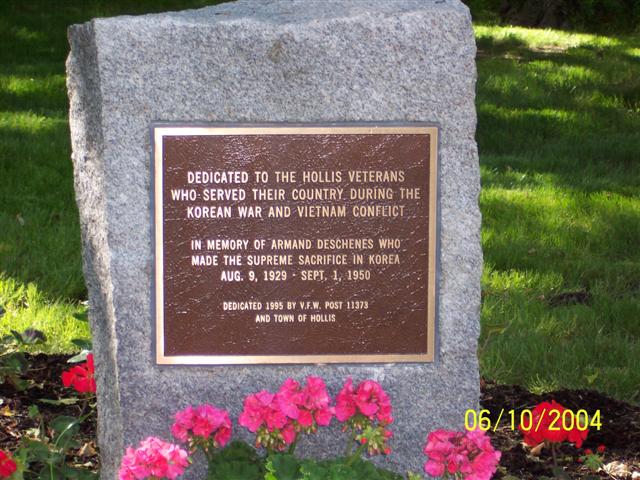 DEDICATED TO THE HOLLIS VETERANS
WHO SERVED THEIR COUNTRY DURING THE
KOREAN WAR AND VIETNAM CONFLICT
IN MEMORY OF ARMAND DESCHENES WHO
MADE THE SUPREME SACRIFICE IN KOREA
AUG. 9, 1929 - SEPT. 1, 1950
DEDICATED 1995 BY V.F.W. POST 11373
AND TOWN OF HOLLIS
06/10/2004